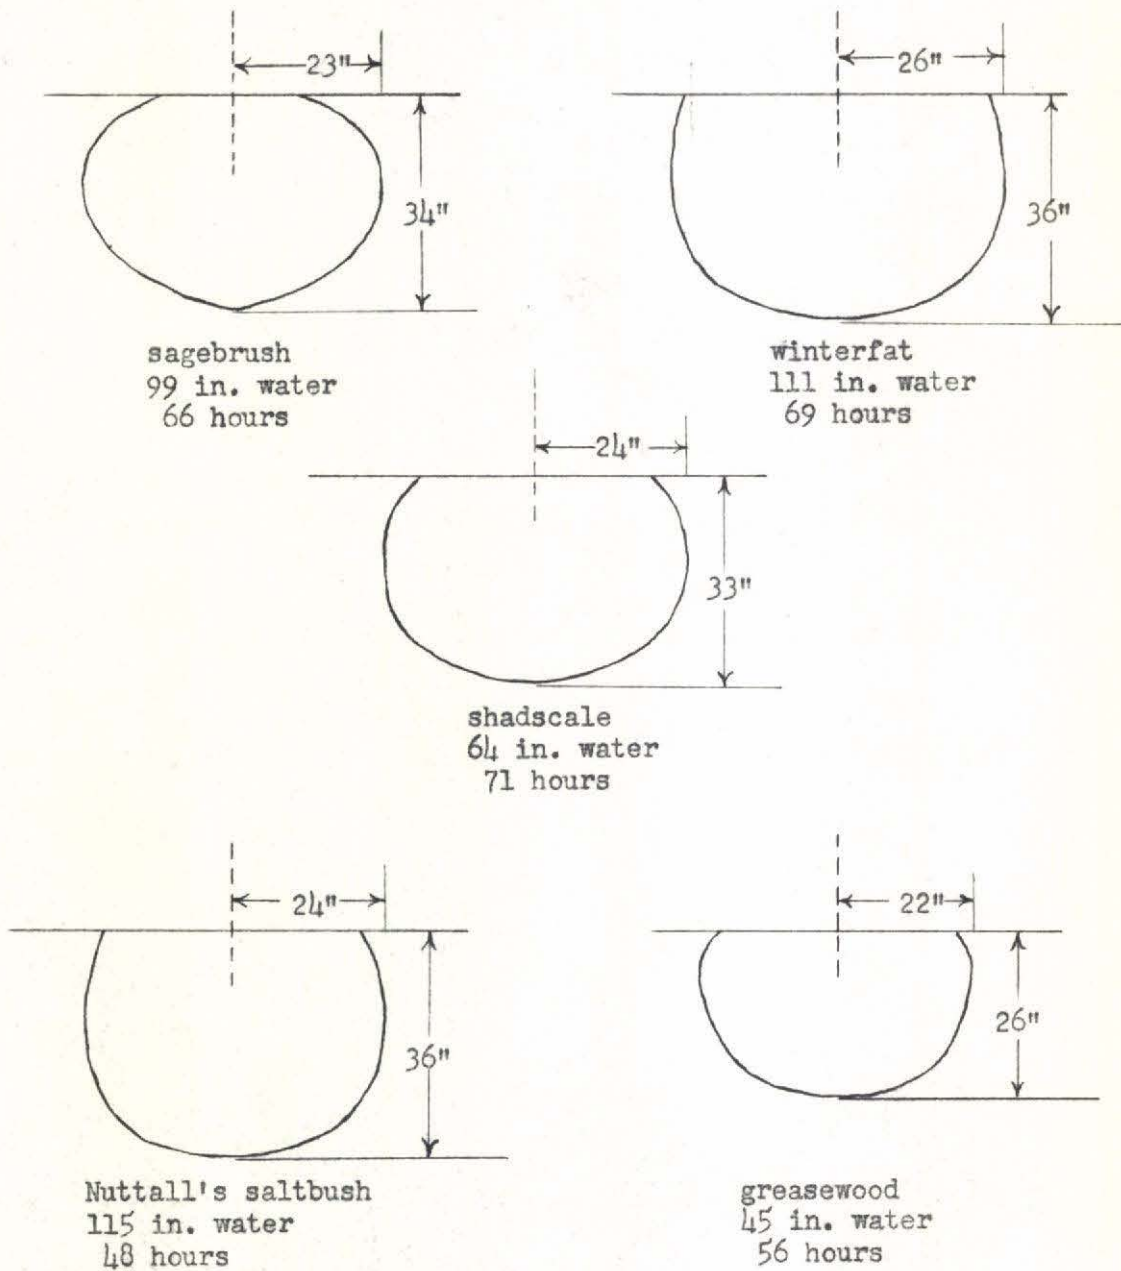 23"
34"
sagebrush
99 in. water
66 hours
26"
36"
winterfat
111 in. water
69 hours
24"
33"
shadscale
64 in. water
71 hours
24"
36"
Nuttall's saltbush
115 in. water
48 hours
22"
26"
greasewood
45 in. water
56 hours